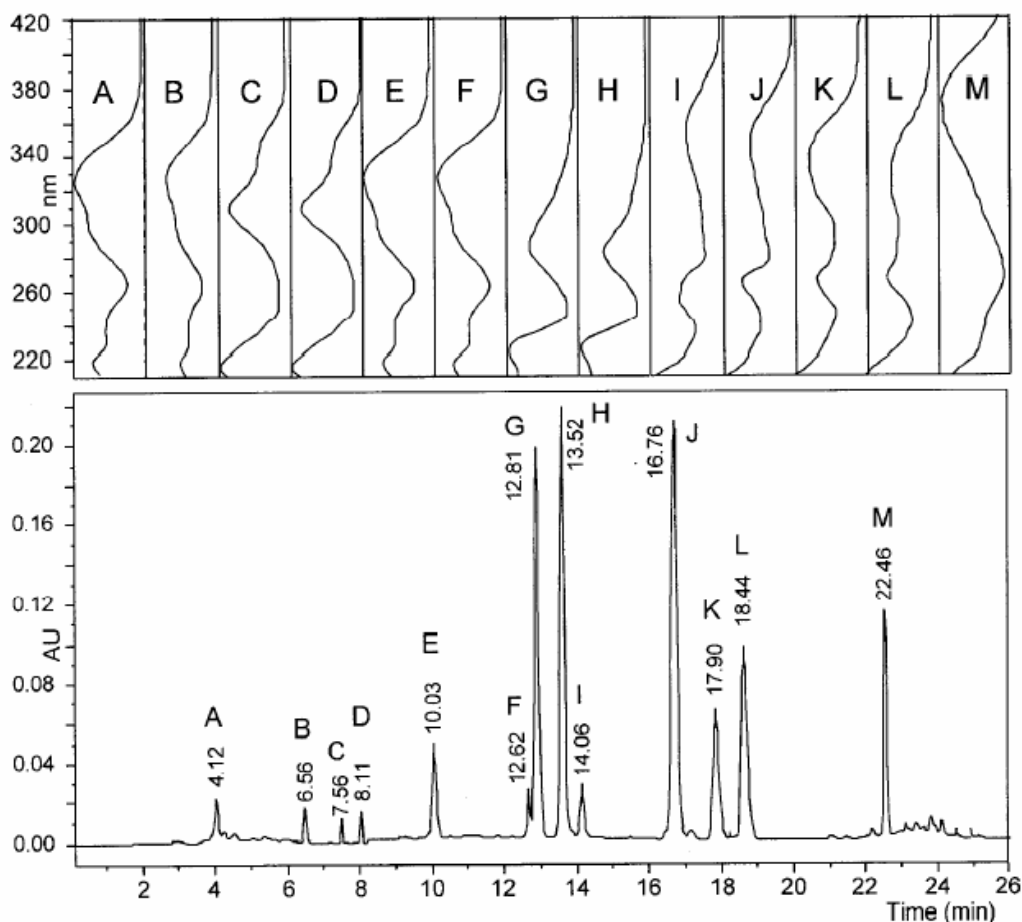 420
380
340
nm
300
260
220
A B C D E F G H I J K L M
0.20
0.16
0.12
AU
0.08
0.04
0.00
A
4.12
B
6.56
C
7.56
D
8.11
E
10.03
F
12.62
G
12.81
H
13.52
I
14.06
J
16.76
K
17.90
L
18.44
M
22.46
2 4 6 8 10 12 14 16 18 20 22 24 26
Time (min)